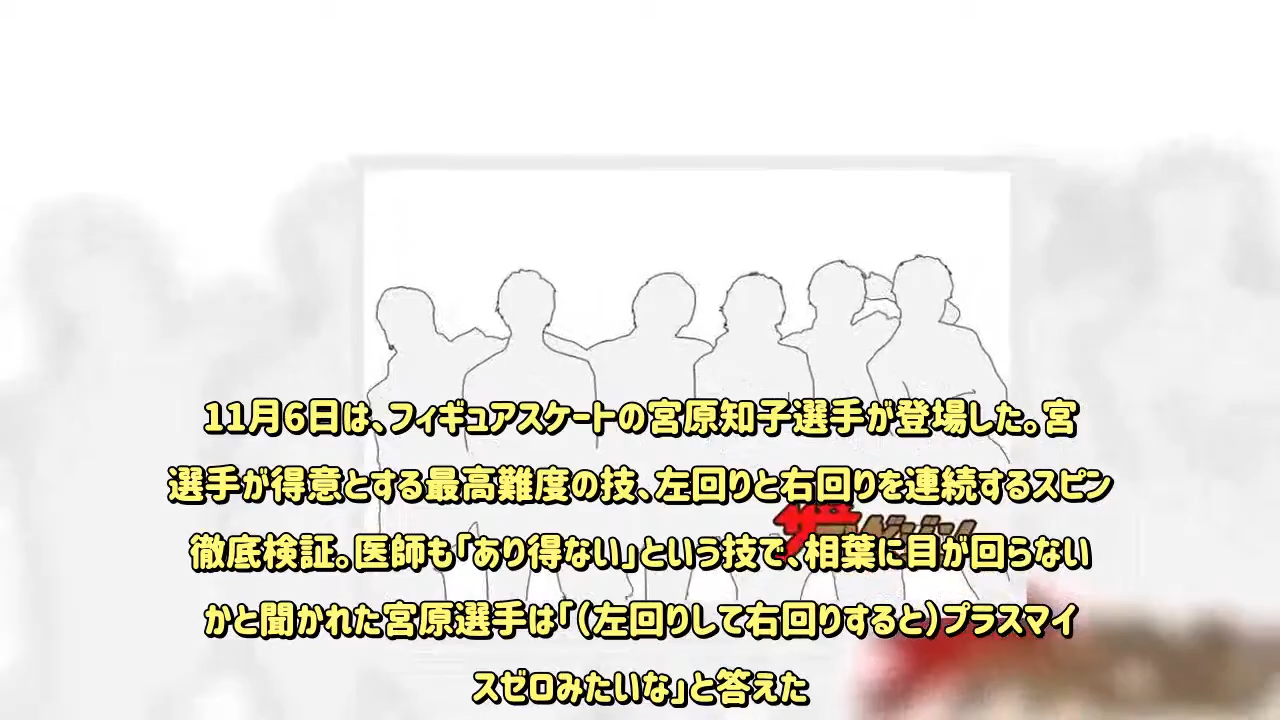 11月6日は、フィギュアスケートの宮原知子選手が登場した。宮
選手が得意とする最高難度の技、左回りと右回りを連続するスピン
徹底検証。医師も「あり得ない」という技で、相葉に目が回らない
かと聞かれた宮原選手は「（左回りして右回りすると）プラスマイ
スゼロみたいな」と答えた
ザ